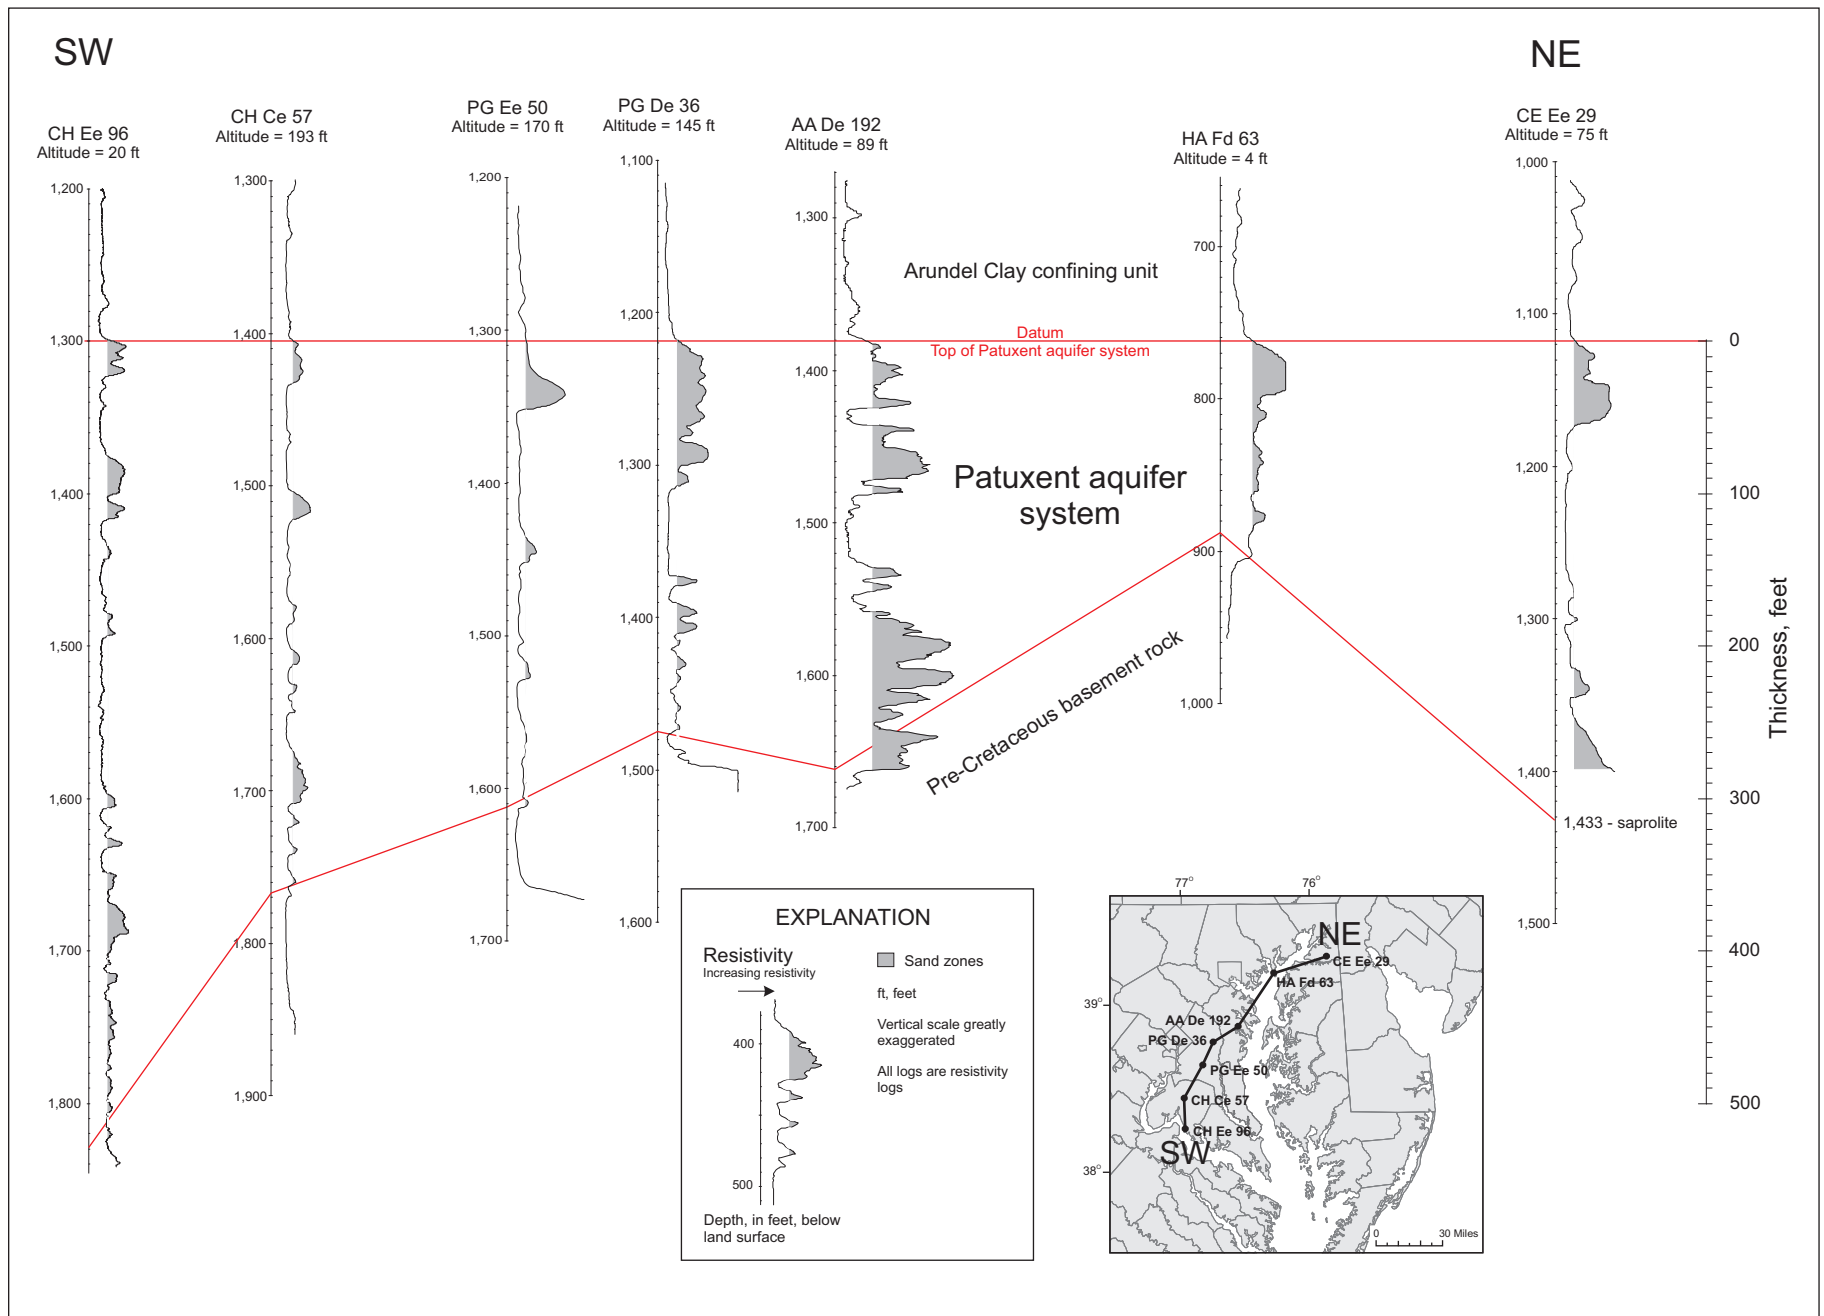 SW
NE
CH Ee 96
Altitude = 20 ft
CH Ce 57
Altitude = 193 ft
PG Ee 50
Altitude = 170 ft
PG De 36
Altitude = 145 ft
AA De 192
Altitude = 89 ft
HA Fd 63
Altitude = 4 ft
CE Ee 29
Altitude = 75 ft
1,200
1,300
1,400
1,500
1,600
1,700
1,800
1,300
1,400
1,500
1,600
1,700
1,800
1,900
1,200
1,300
1,400
1,500
1,600
1,700
1,100
1,200
1,300
1,400
1,500
1,600
1,300
1,400
1,500
1,600
1,700
700
800
900
1,000
1,000
1,100
1,200
1,300
1,400
1,500
1,433 - saprolite
Arundel Clay confining unit
Datum
Top of Patuxent aquifer system
Patuxent aquifer
system
Pre-Cretaceous basement rock
0
100
200
300
400
500
Thickness, feet
EXPLANATION
Resistivity
Increasing resistivity
400
500
Depth, in feet, below
land surface
Sand zones
ft, feet
Vertical scale greatly
exaggerated
All logs are resistivity
logs
77°
76°
39°
38°
NE
CE Ee 29
HA Fd 63
AA De 192
PG De 36
PG Ee 50
CH Ce 57
CH Ee 96
SW
0
30 Miles